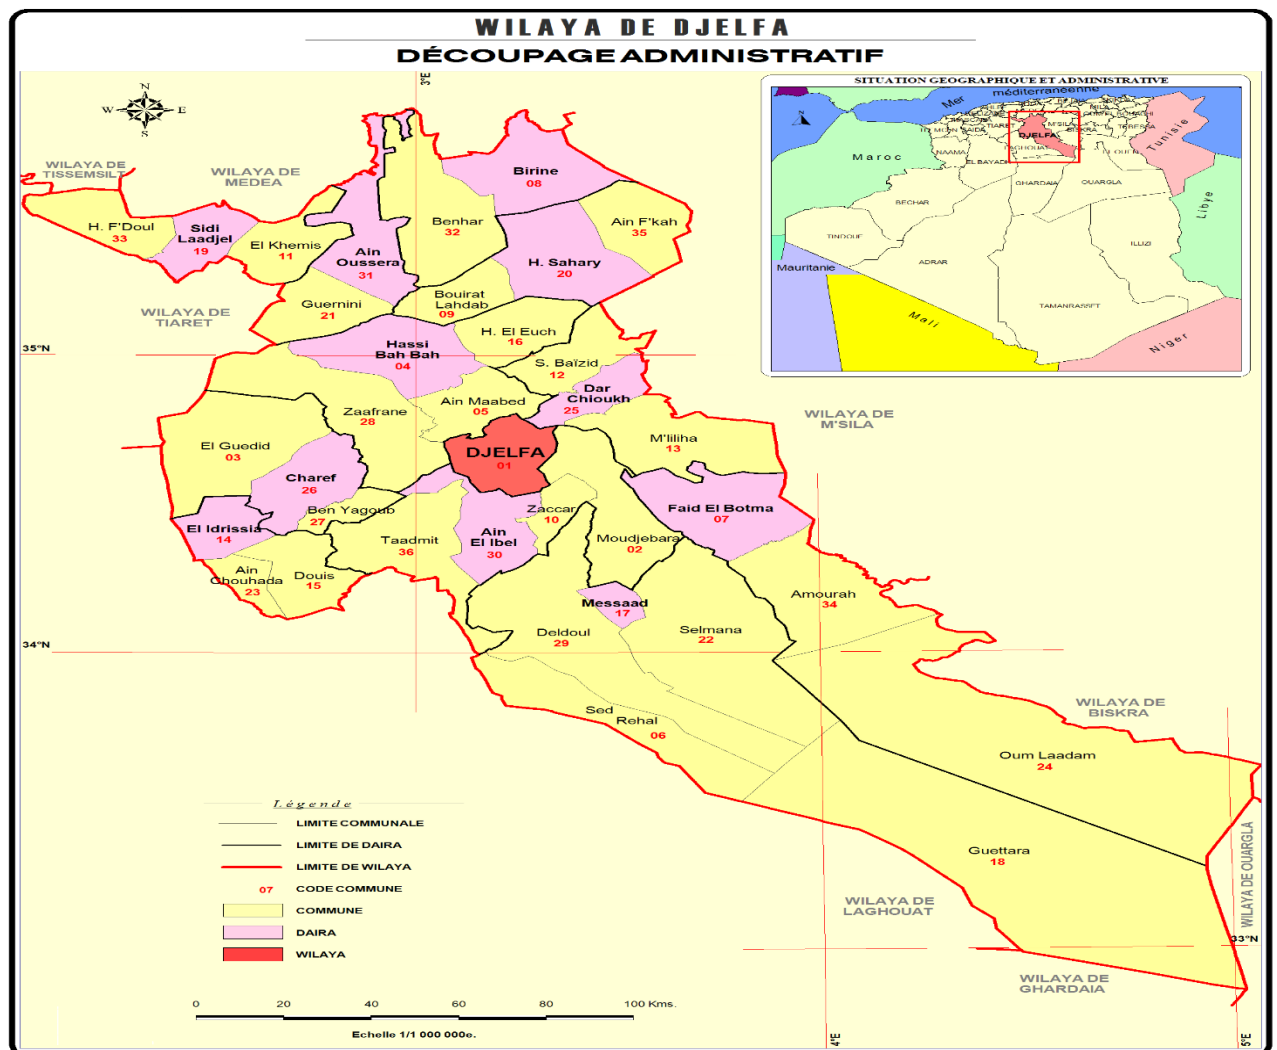 WILAYA DE DJELFA
DÉCOUPAGE ADMINISTRATIF
N
W
E
S
3°E
SITUATION GEOGRAPHIQUE ET ADMINISTRATIVE
Mer
méditerranéenne
Tunisie
Maroc
Libye
Mauritanie
Mali
Niger
TIARET
SAIDA
M'SILA
MILA
BISKRA
TEBESSA
DJELFA
NAAMA
EL BAYADH
GHARDAIA
OUARGLA
BECHAR
TINDOUF
ADRAR
ILLIZI
TAMANRASSET
WILAYA DE
TISSEMSILT
WILAYA DE
MEDEA
WILAYA DE
TIARET
WILAYA DE
M'SILA
WILAYA DE
BISKRA
WILAYA DE OUARGLA
WILAYA DE
LAGHOUAT
WILAYA DE
GHARDAIA
H. F'Doul
33
Sidi
Laadjel
19
El Khemis
11
Ain
Oussera
31
Benhar
32
Birine
08
Ain F'kah
35
H. Sahary
20
Guernini
21
Bouirat
Lahdab
09
H. El Euch
16
Hassi
Bah Bah
04
S. Baïzid
12
Dar
Chioukh
25
Ain Maabed
05
Zaafrane
28
El Guedid
03
DJELFA
01
M'liliha
13
Charef
26
Ben Yagoub
27
El Idrissia
14
Zaccar
10
Faid El Botma
07
Ain
El Ibel
30
Taadmit
36
Moudjebara
02
Ain
Chouhada
23
Douis
15
Messaad
17
Amourah
34
Deldoul
29
Selmana
22
Sed
Rehal
06
Oum Laadam
24
Guettara
18
35°N
34°N
33°N
4°E
5°E
Légende
LIMITE COMMUNALE
LIMITE DE DAIRA
LIMITE DE WILAYA
07 CODE COMMUNE
COMMUNE
DAIRA
WILAYA
0 20 40 60 80 100 Kms.
Echelle 1/1 000 000e.